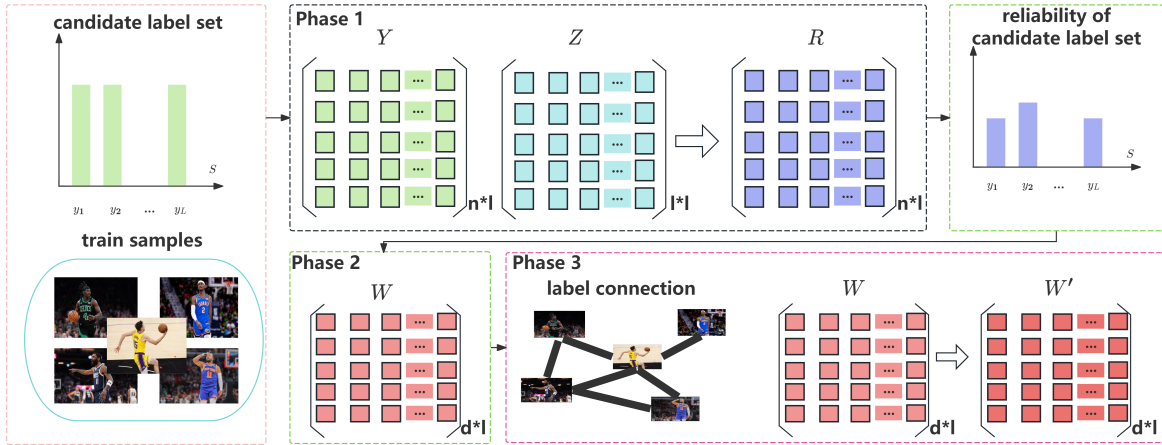 candidate label set
S
y1 y2 ... yL
train samples
Phase 1
Y Z R
... ... ...
... ... ...
... ... ...
... ... ...
... ... ...
n*l l*l n*l
reliability of
candidate label set
S
y1 y2 ... yL
Phase 2
W
...
...
...
...
...
d*l
Phase 3
label connection
W W′
... ...
... ...
... ...
... ...
... ...
d*l d*l